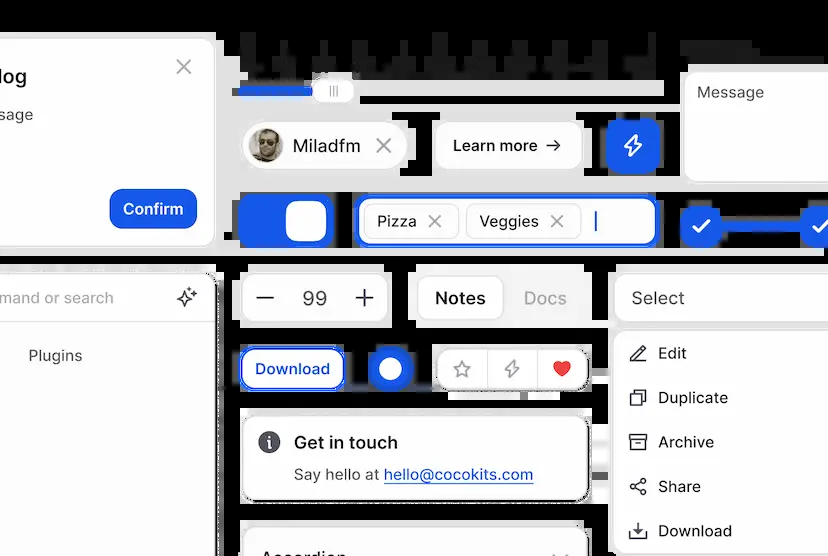 log
sage
Confirm
Message
Miladfm
Learn more
Pizza
Veggies
mand or search
Plugins
99
Notes
Docs
Select
Download
Edit
Duplicate
Archive
Share
Download
Get in touch
Say hello at hello@cocokits.com
Accordion